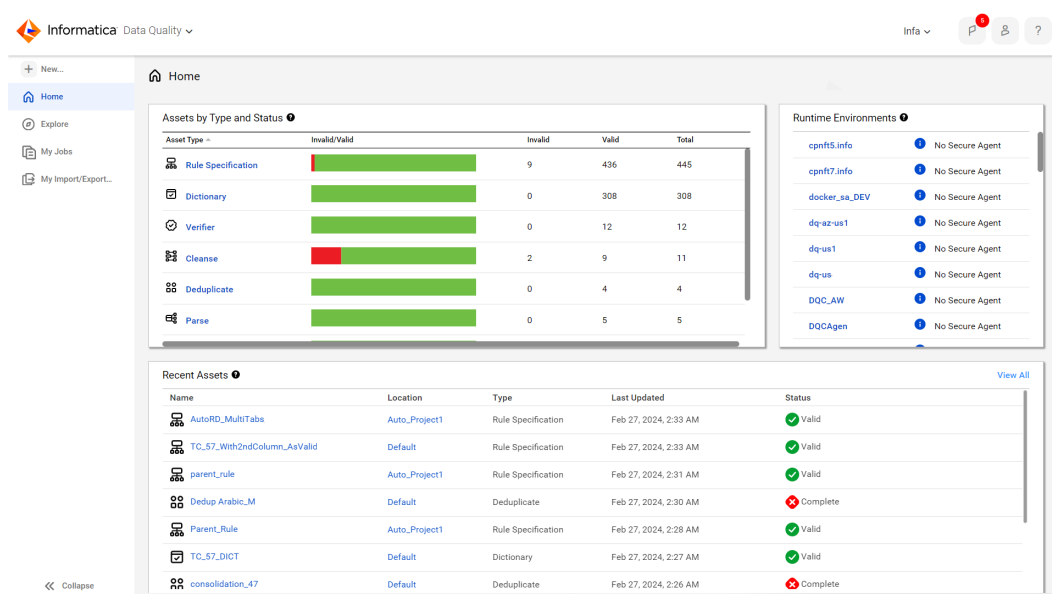 Informatica Data Quality
Infa
5
?
New...
Home
Explore
My Jobs
My Import/Export...
Collapse
Home
Assets by Type and Status ?
Asset Type Invalid/Valid Invalid Valid Total
Rule Specification 9 436 445
Dictionary 0 308 308
Verifier 0 12 12
Cleanse 2 9 11
Deduplicate 0 4 4
Parse 0 5 5
Runtime Environments ?
cpnft5.info No Secure Agent
cpnft7.info No Secure Agent
docker_sa_DEV No Secure Agent
dq-az-us1 No Secure Agent
dq-us1 No Secure Agent
dq-us No Secure Agent
DQC_AW No Secure Agent
DQCAgen No Secure Agent
Recent Assets ? View All
Name Location Type Last Updated Status
AutoRD_MultiTabs Auto_Project1 Rule Specification Feb 27, 2024, 2:33 AM Valid
TC_57_With2ndColumn_AsValid Default Rule Specification Feb 27, 2024, 2:33 AM Valid
parent_rule Auto_Project1 Rule Specification Feb 27, 2024, 2:31 AM Valid
Dedup Arabic_M Default Deduplicate Feb 27, 2024, 2:30 AM Complete
Parent_Rule Auto_Project1 Rule Specification Feb 27, 2024, 2:28 AM Valid
TC_57_DICT Default Dictionary Feb 27, 2024, 2:27 AM Valid
consolidation_47 Default Deduplicate Feb 27, 2024, 2:26 AM Complete